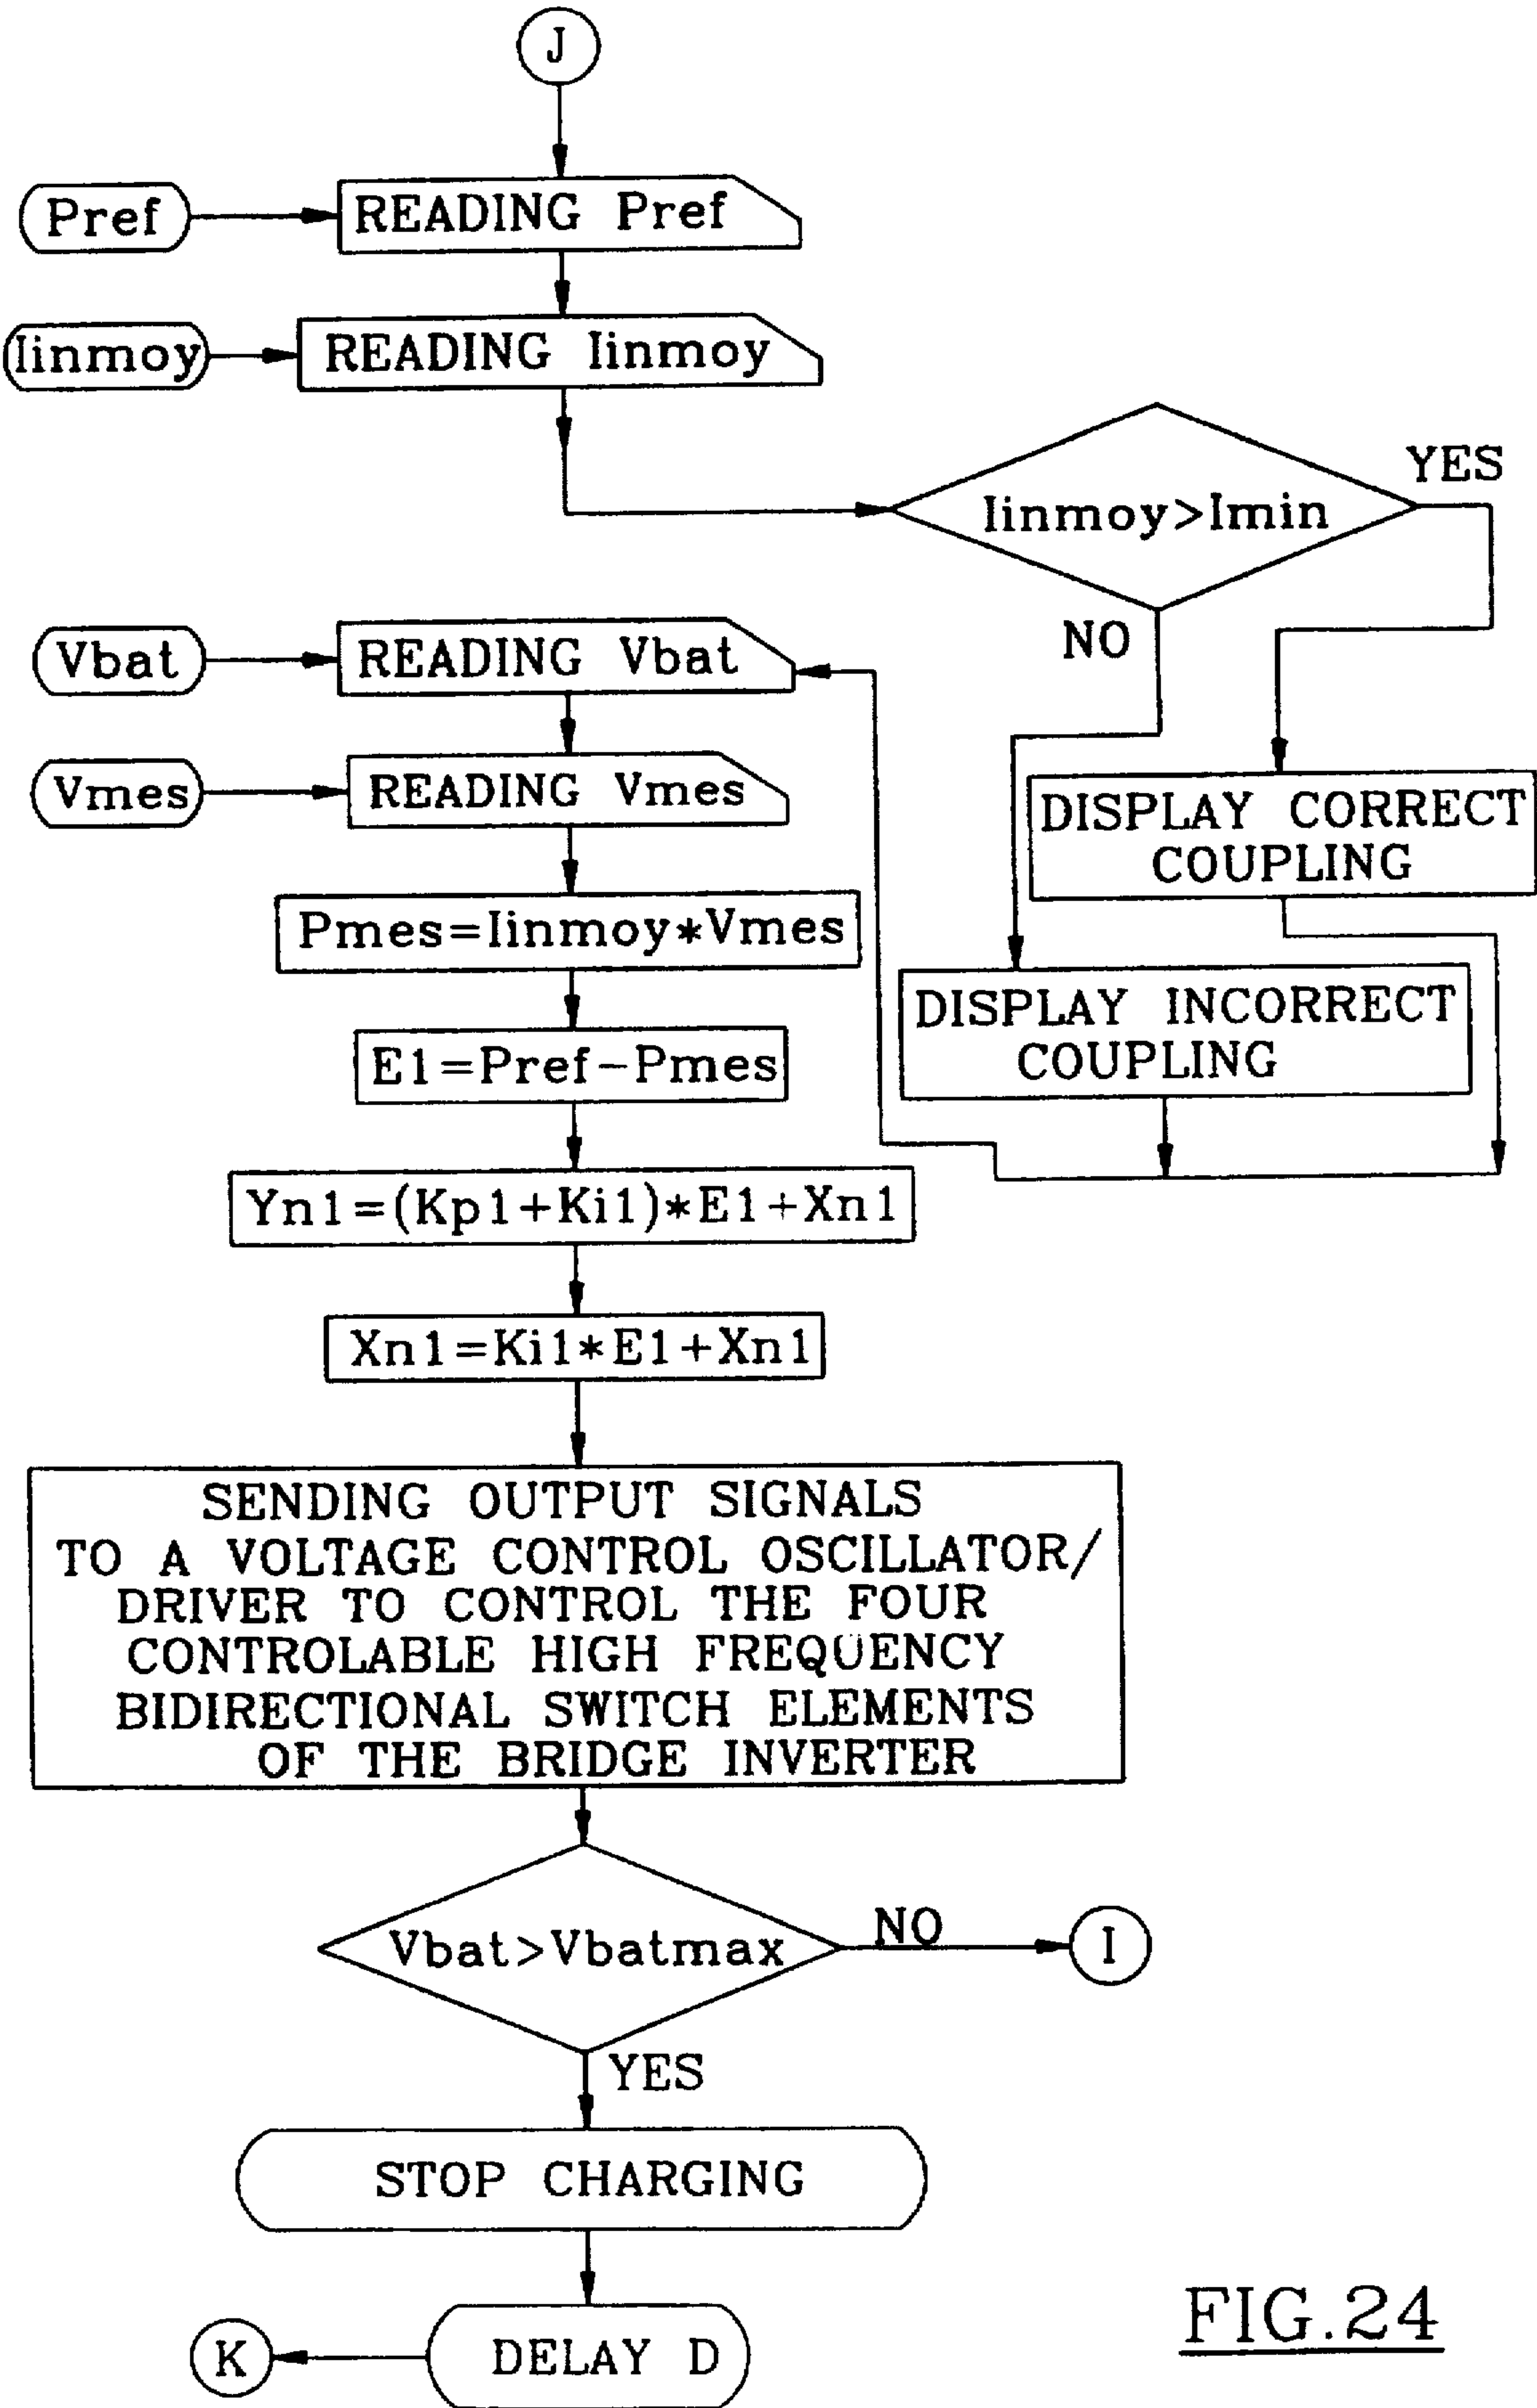 J
Pref
READING Pref
Iinmoy
READING Iinmoy
Iinmoy>Imin
YES
NO
Vbat
READING Vbat
Vmes
READING Vmes
DISPLAY CORRECT
COUPLING
Pmes=Iinmoy*Vmes
DISPLAY INCORRECT
COUPLING
E1=Pref-Pmes
Yn1=(Kp1+Ki1)*E1+Xn1
Xn1=Ki1*E1+Xn1
SENDING OUTPUT SIGNALS
TO A VOLTAGE CONTROL OSCILLATOR/
DRIVER TO CONTROL THE FOUR
CONTROLABLE HIGH FREQUENCY
BIDIRECTIONAL SWITCH ELEMENTS
OF THE BRIDGE INVERTER
Vbat>Vbatmax
NO
I
YES
STOP CHARGING
DELAY D
K
FIG.24